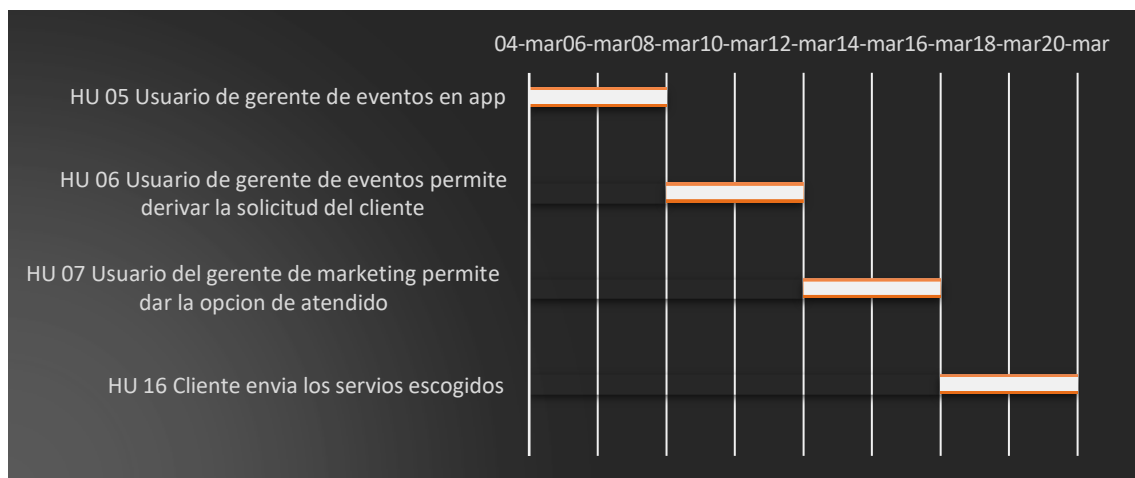 04-mar06-mar08-mar10-mar12-mar14-mar16-mar18-mar20-mar
HU 05 Usuario de gerente de eventos en app
HU 06 Usuario de gerente de eventos permite
derivar la solicitud del cliente
HU 07 Usuario del gerente de marketing permite
dar la opcion de atendido
HU 16 Cliente envia los servios escogidos